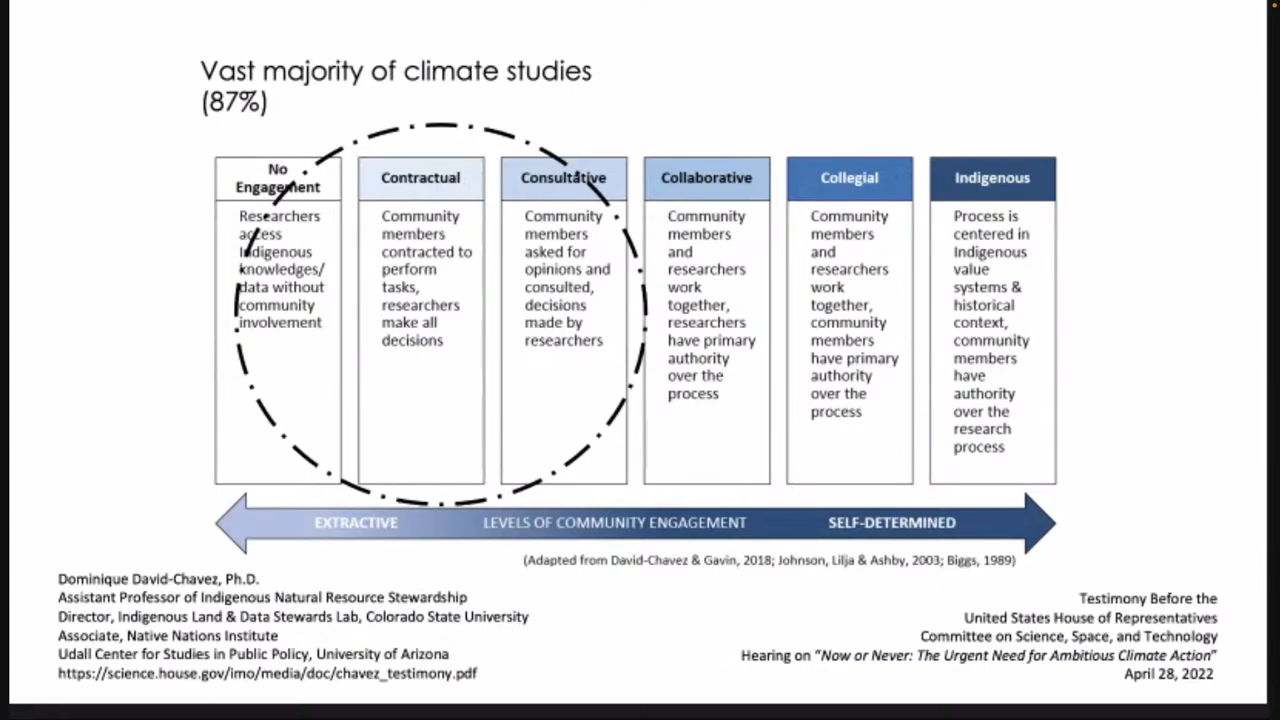 Vast majority of climate studies
(87%)
No
Engagement
Researchers
access
Indigenous
knowledges/
data without
community
involvement
Contractual
Community
members
contracted to
perform
tasks,
researchers
make all
decisions
Consultative
Community
members
asked for
opinions and
consulted,
decisions
made by
researchers
Collaborative
Community
members
and
researchers
work
together,
researchers
have primary
authority
over the
process
Collegial
Community
members
and
researchers
work
together,
community
members
have primary
authority
over the
process
Indigenous
Process is
centered in
Indigenous
value
systems &
historical
context,
community
members
have
authority
over the
research
process
EXTRACTIVE LEVELS OF COMMUNITY ENGAGEMENT SELF-DETERMINED
(Adapted from David-Chavez & Gavin, 2018; Johnson, Lilja & Ashby, 2003; Biggs, 1989)
Dominique David-Chavez, Ph.D.
Assistant Professor of Indigenous Natural Resource Stewardship
Director, Indigenous Land & Data Stewards Lab, Colorado State University
Associate, Native Nations Institute
Udall Center for Studies in Public Policy, University of Arizona
https://science.house.gov/imo/media/doc/chavez_testimony.pdf
Testimony Before the
United States House of Representatives
Committee on Science, Space, and Technology
Hearing on “Now or Never: The Urgent Need for Ambitious Climate Action”
April 28, 2022